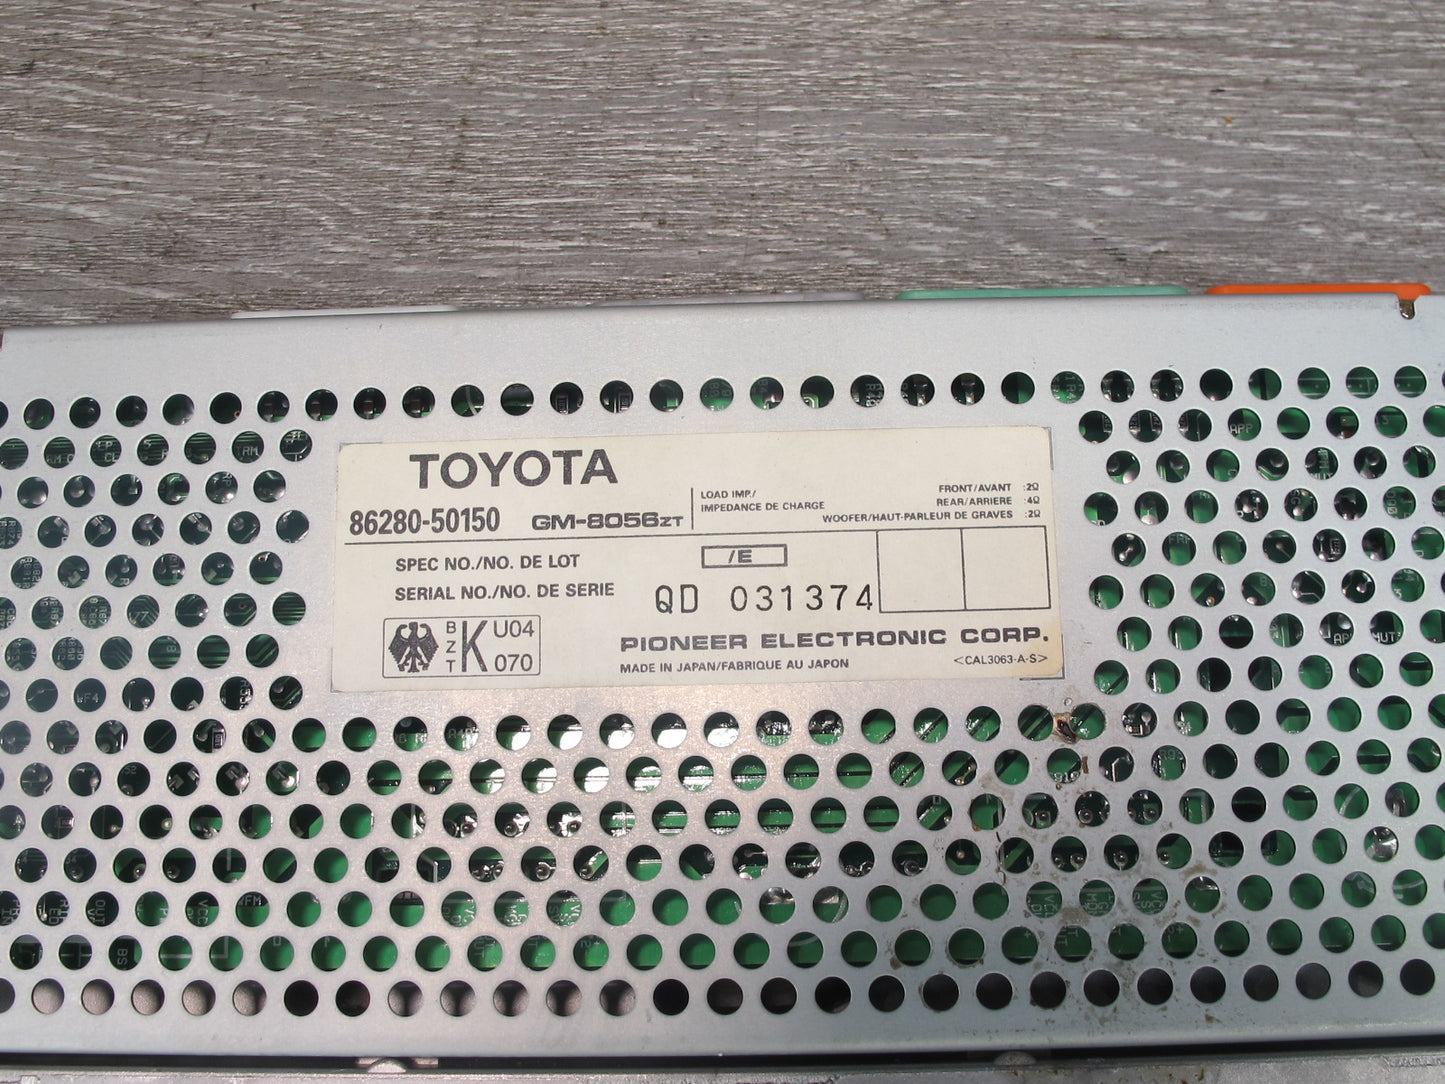 TOYOTA
86280-50150 GM-8056ZT
LOAD IMP./
IMPEDANCE DE CHARGE
FRONT/AVANT :2Ω
REAR/ARRIERE :4Ω
WOOFER/HAUT-PARLEUR DE GRAVES :2Ω
SPEC NO./NO. DE LOT /E
SERIAL NO./NO. DE SERIE QD 031374
BZT K U04
070
PIONEER ELECTRONIC CORP.
MADE IN JAPAN/FABRIQUE AU JAPON <CAL3063-A-S>